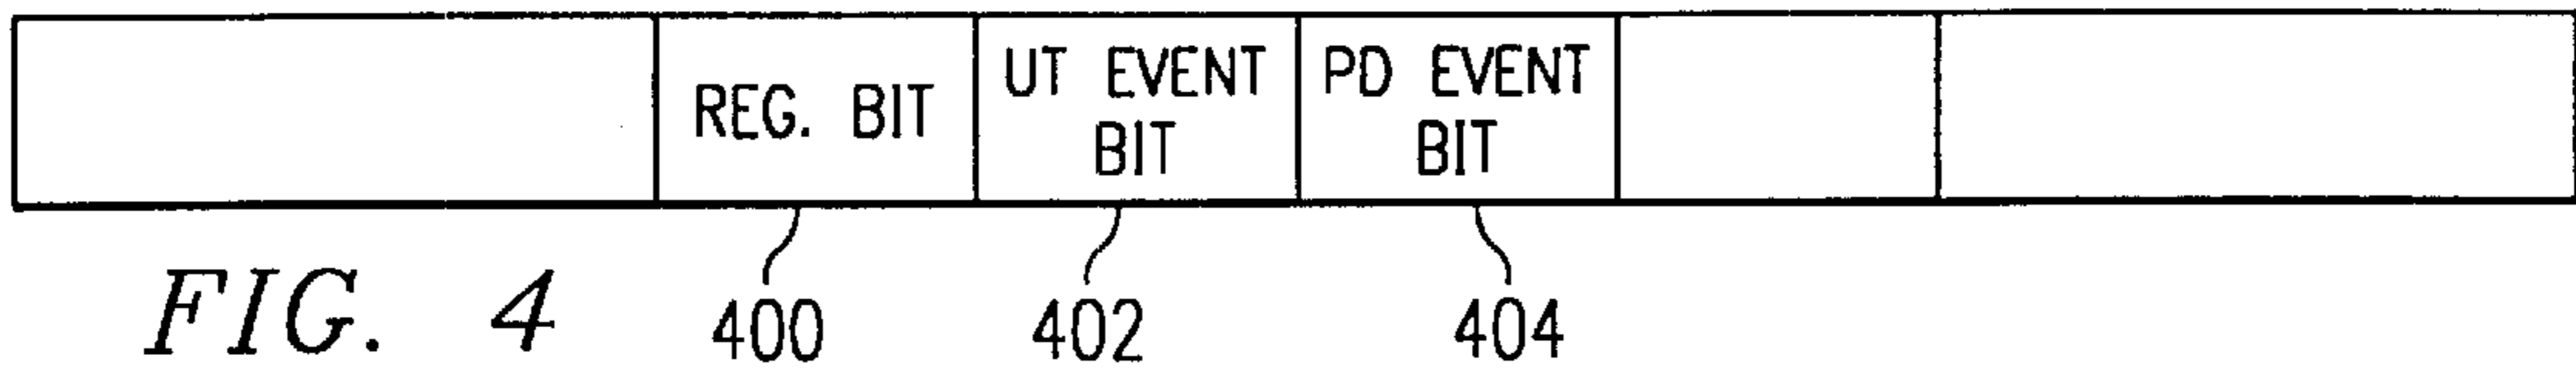 REG. BIT
UT EVENT
BIT
PD EVENT
BIT
FIG. 4
400
402
404